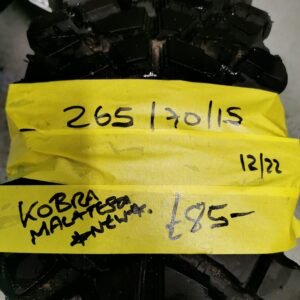 265/70/15
12/22
KOBRA
MALATESTA
*NEW*.
£85-